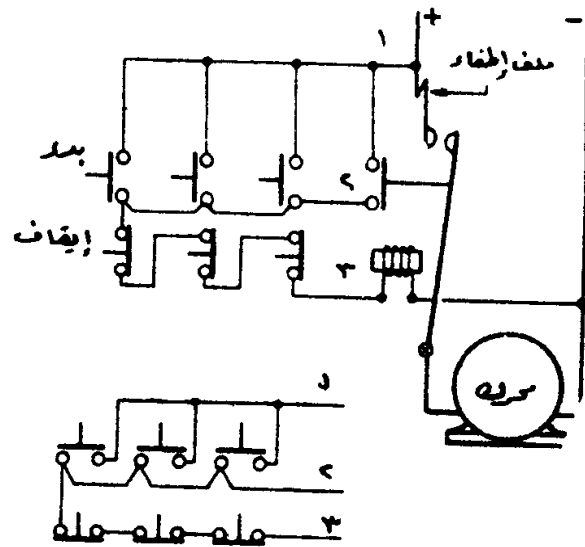 + -
١
ملف إطفاء
بدء
٢
إيقاف
٣
محرك
١
٢
٣